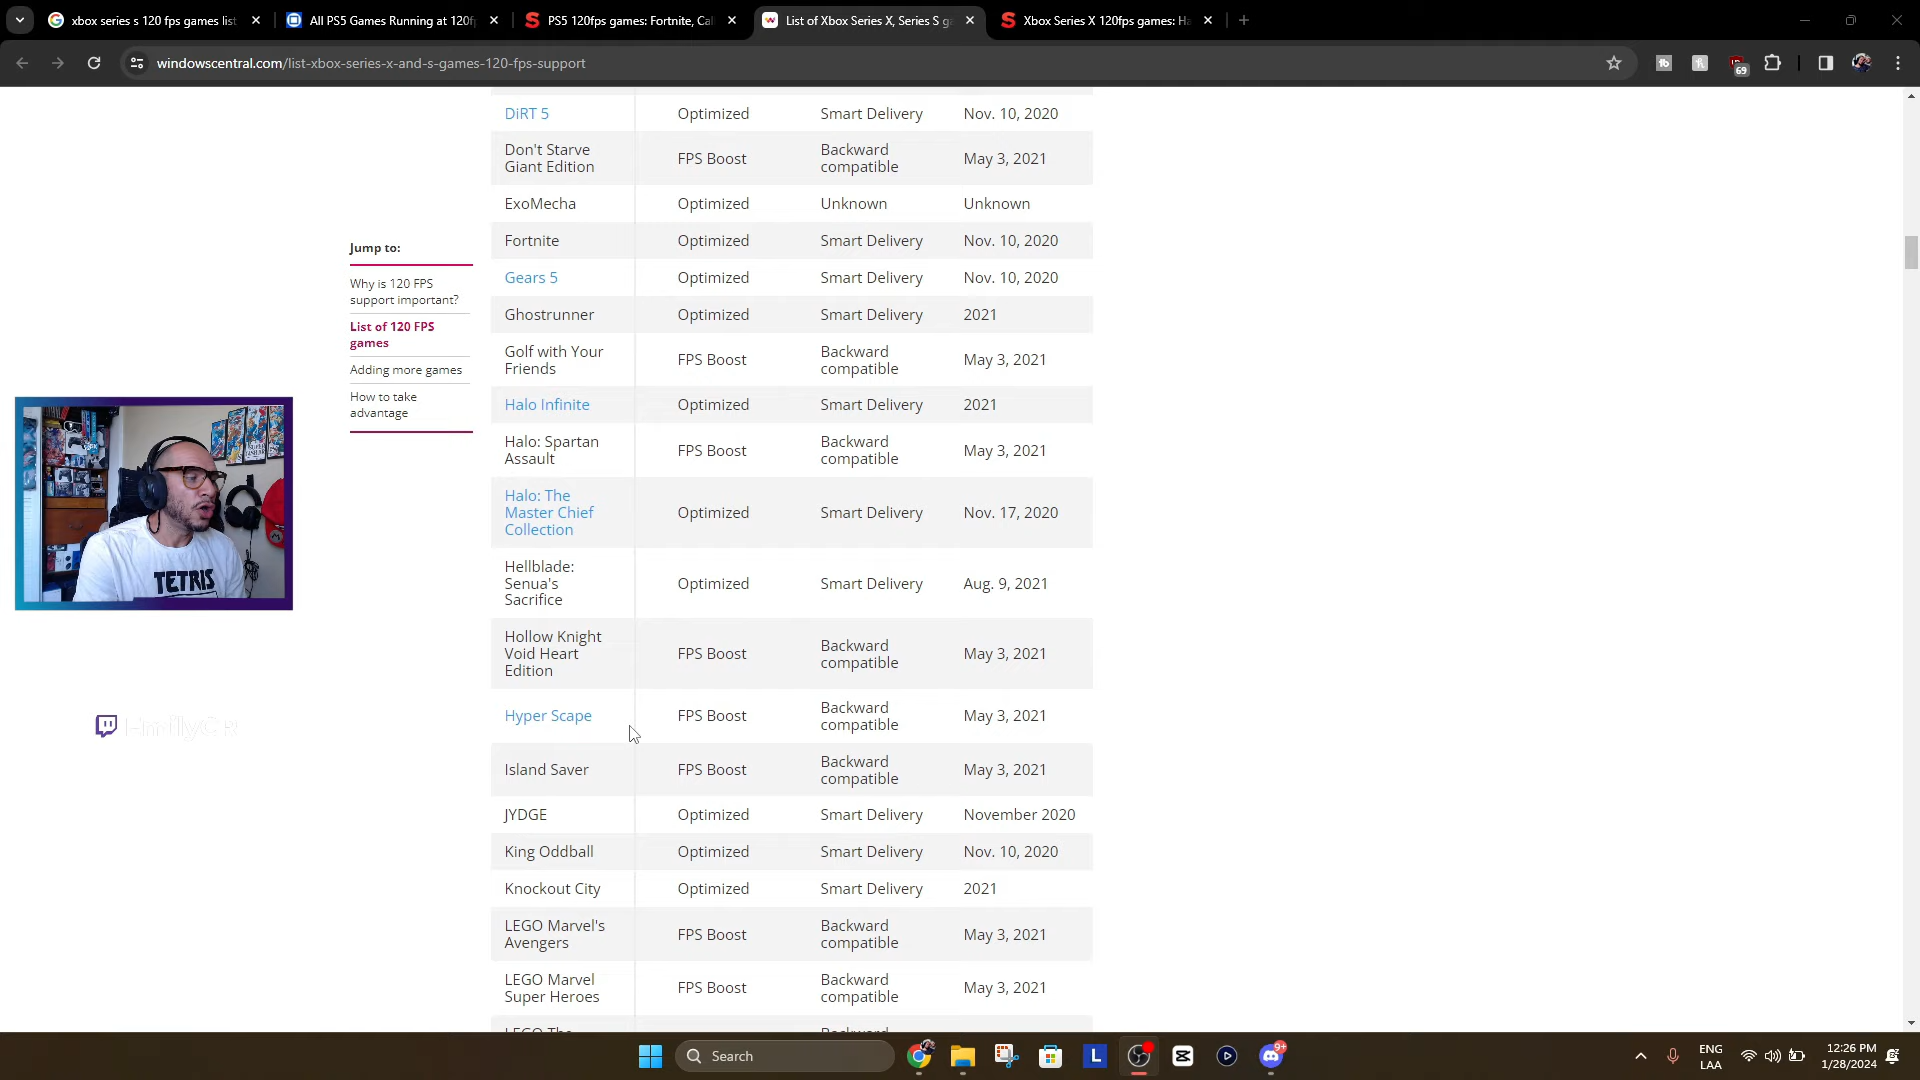 xbox series s 120 fps games list
All PS5 Games Running at 120f
PS5 120fps games: Fortnite, Cal
List of Xbox Series X, Series S g
Xbox Series X 120fps games: H
windowscentral.com/list-xbox-series-x-and-s-games-120-fps-support
69
Jump to:
Why is 120 FPS
support important?
List of 120 FPS
games
Adding more games
How to take
advantage
DiRT 5 Optimized Smart Delivery Nov. 10, 2020
Don't Starve
Giant Edition FPS Boost Backward
compatible May 3, 2021
ExoMecha Optimized Unknown Unknown
Fortnite Optimized Smart Delivery Nov. 10, 2020
Gears 5 Optimized Smart Delivery Nov. 10, 2020
Ghostrunner Optimized Smart Delivery 2021
Golf with Your
Friends FPS Boost Backward
compatible May 3, 2021
Halo Infinite Optimized Smart Delivery 2021
Halo: Spartan
Assault FPS Boost Backward
compatible May 3, 2021
Halo: The
Master Chief
Collection Optimized Smart Delivery Nov. 17, 2020
Hellblade:
Senua's
Sacrifice Optimized Smart Delivery Aug. 9, 2021
Hollow Knight
Void Heart
Edition FPS Boost Backward
compatible May 3, 2021
Hyper Scape FPS Boost Backward
compatible May 3, 2021
Island Saver FPS Boost Backward
compatible May 3, 2021
JYDGE Optimized Smart Delivery November 2020
King Oddball Optimized Smart Delivery Nov. 10, 2020
Knockout City Optimized Smart Delivery 2021
LEGO Marvel's
Avengers FPS Boost Backward
compatible May 3, 2021
LEGO Marvel
Super Heroes FPS Boost Backward
compatible May 3, 2021
LEGO The Backward
TETRIS
Search
L
9+
ENG
LAA
12:26 PM
1/28/2024